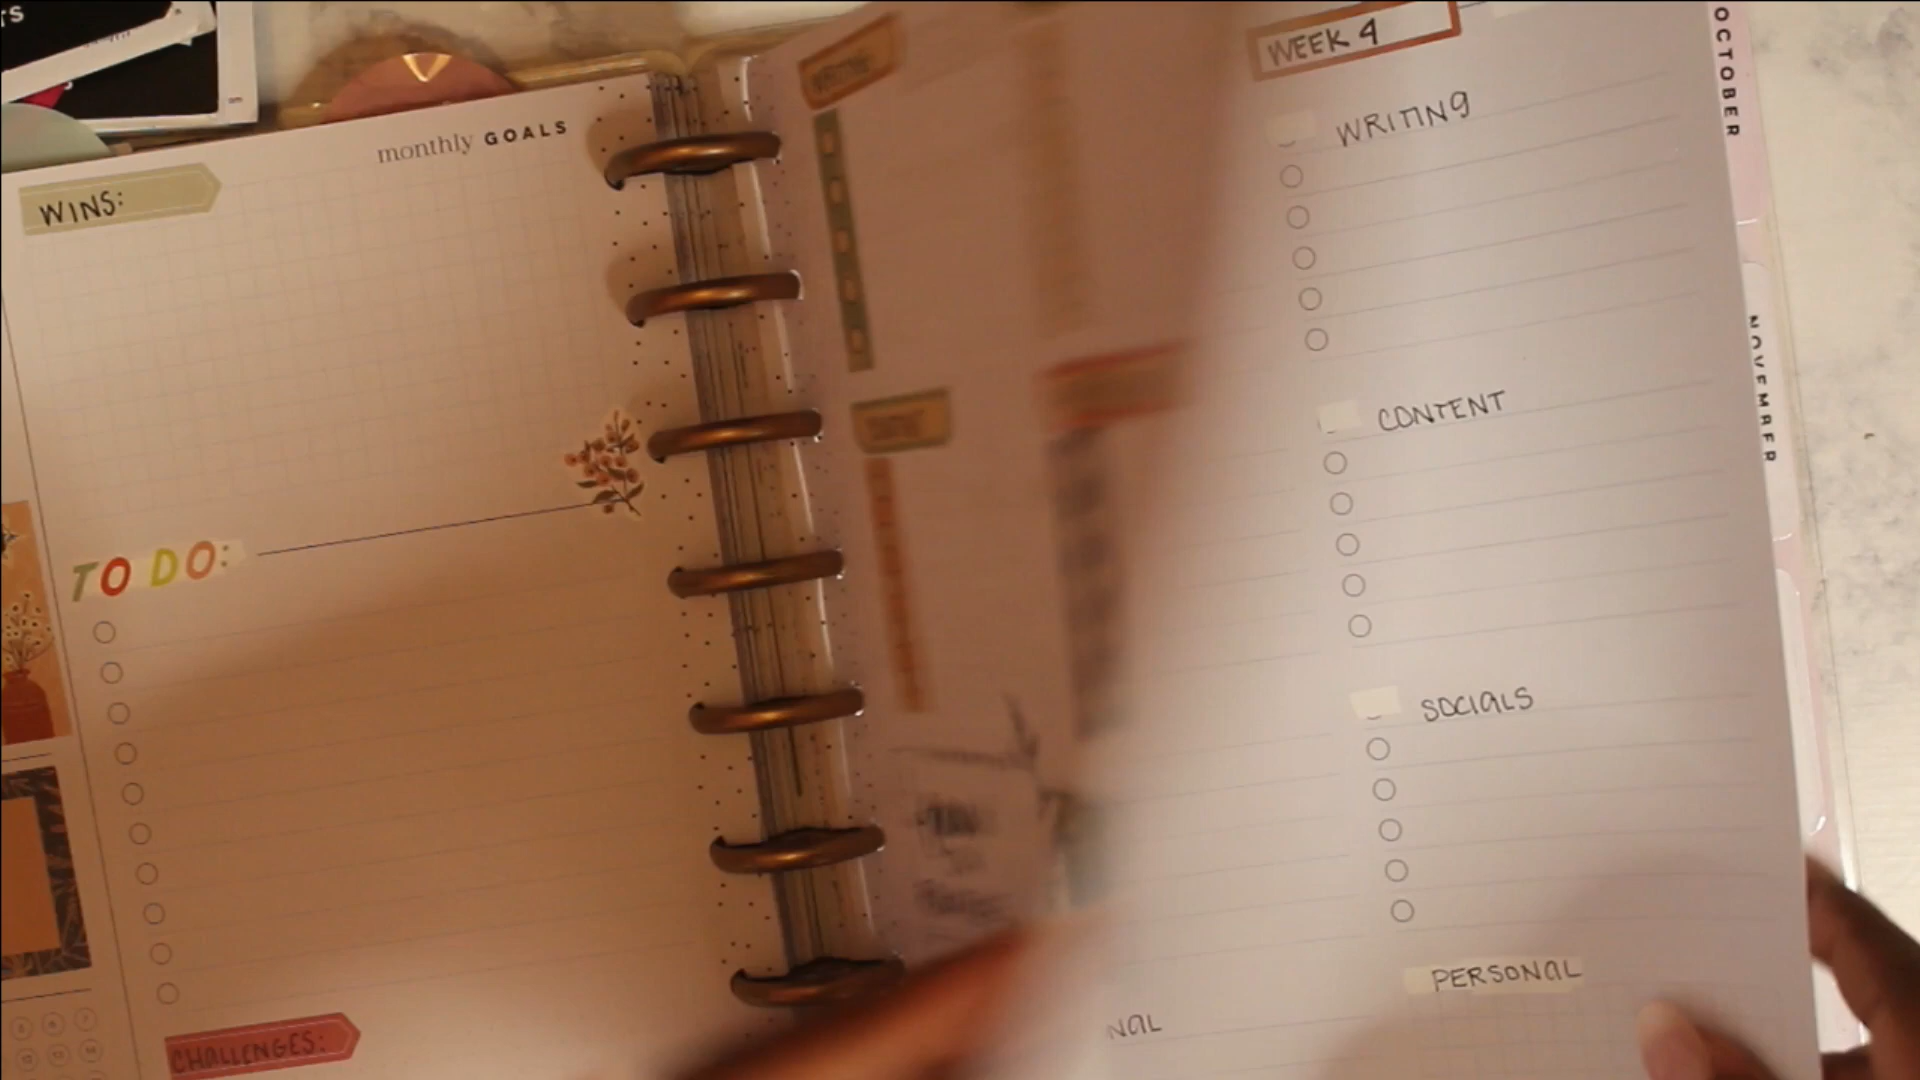 monthly GOALS
WINS:
TO DO:
CHALLENGES:
WEEK 4
WRITING
CONTENT
SOCIALS
PERSONAL
NAL
OCTOBER
NOVEMBER